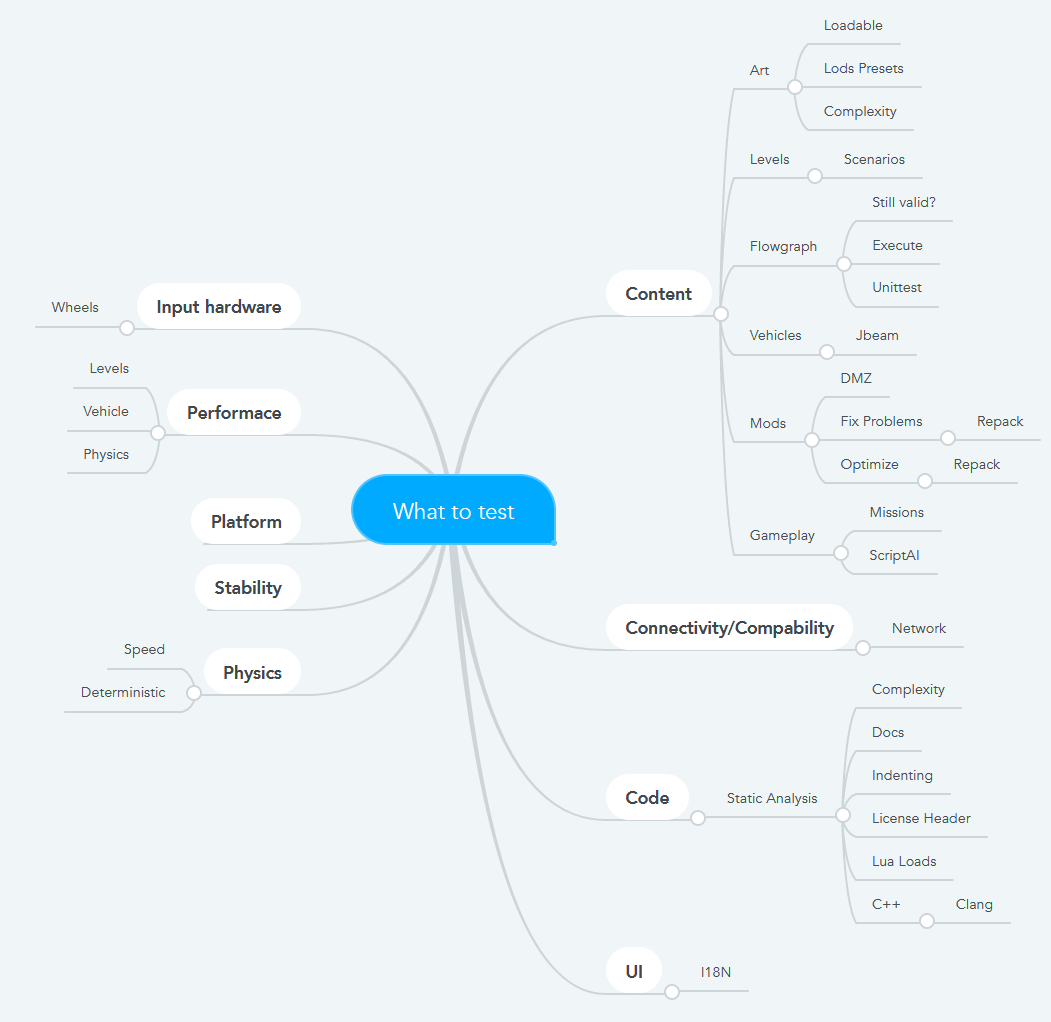 What to test
Input hardware
Wheels
Performace
Levels
Vehicle
Physics
Platform
Stability
Physics
Speed
Deterministic
Content
Art
Loadable
Lods Presets
Complexity
Levels
Scenarios
Flowgraph
Still valid?
Execute
Unittest
Vehicles
Jbeam
Mods
DMZ
Fix Problems
Repack
Optimize
Repack
Gameplay
Missions
ScriptAI
Connectivity/Compability
Network
Code
Static Analysis
Complexity
Docs
Indenting
License Header
Lua Loads
C++
Clang
UI
I18N